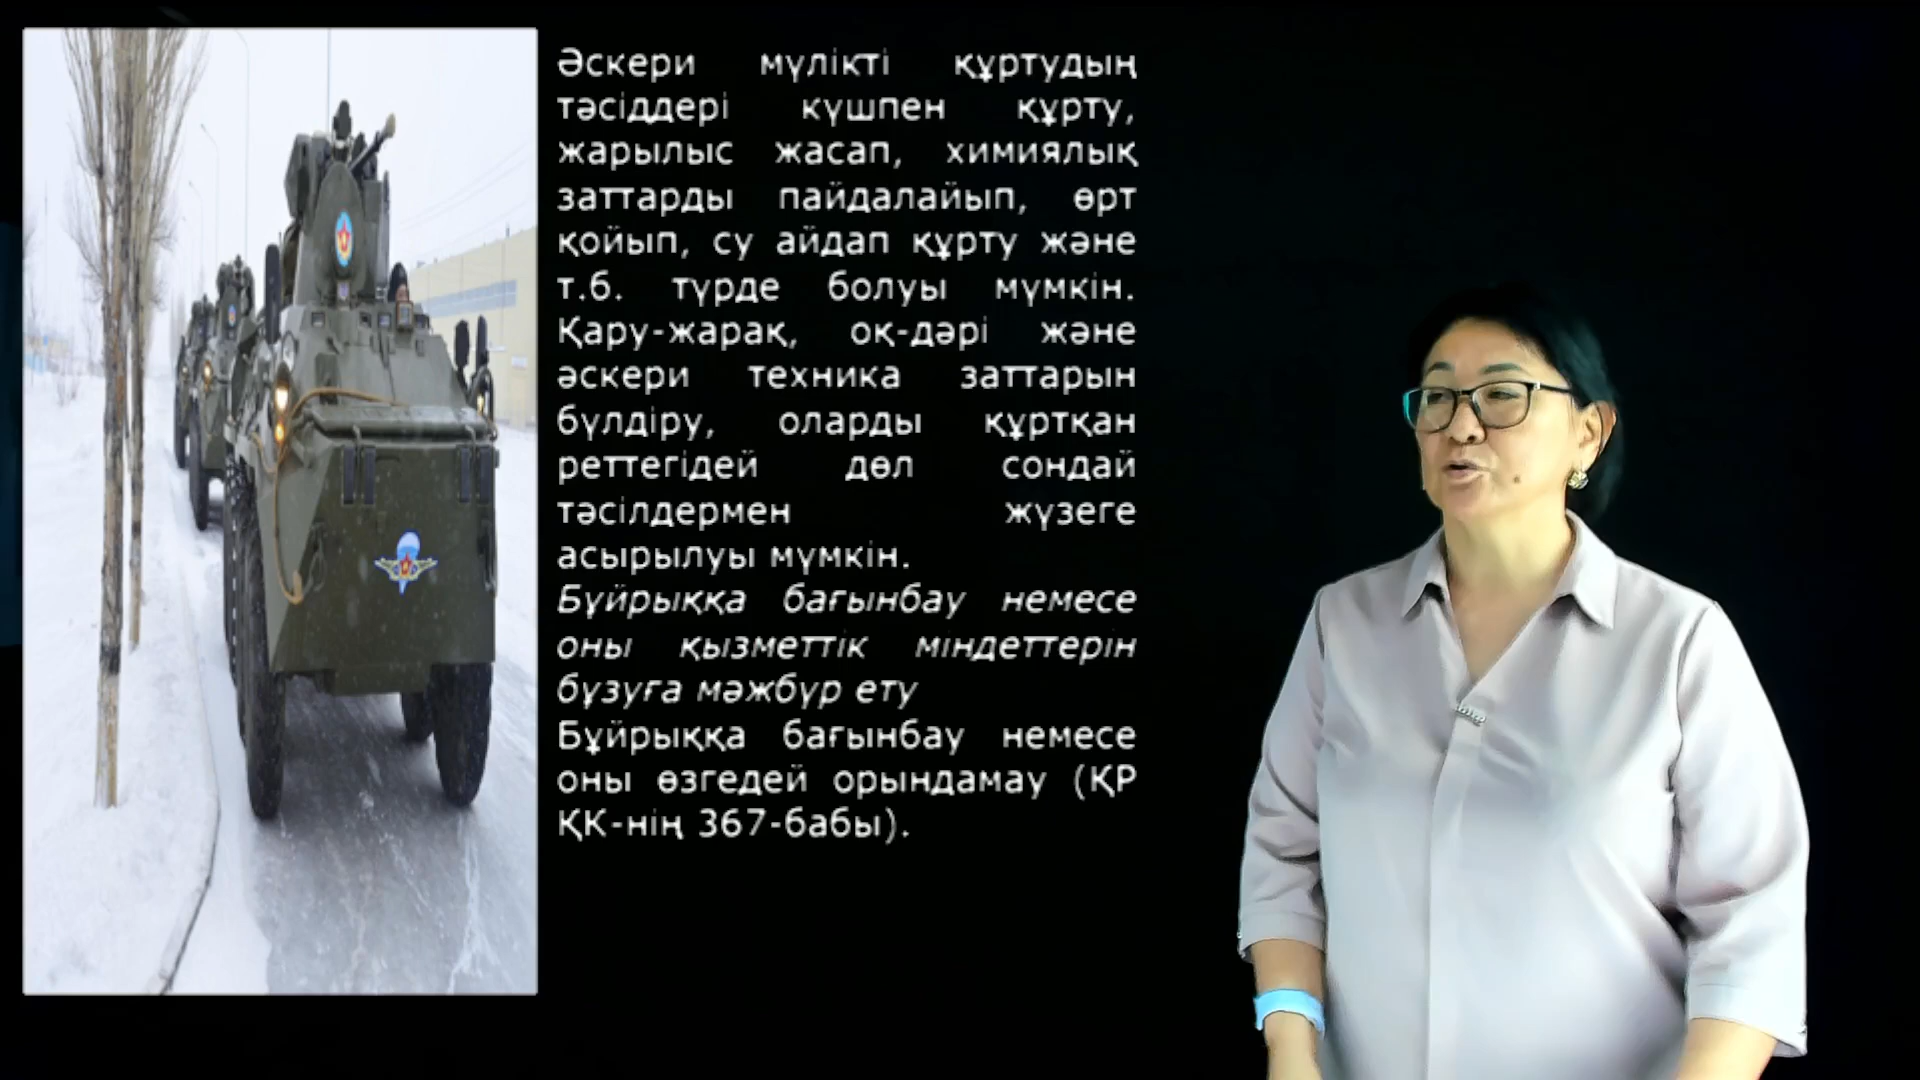 Әскери мүлікті құртудың
тәсіддері күшпен құрту,
жарылыс жасап, химиялық
заттарды пайдалайып, өрт
қойып, су айдап құрту және
т.б. түрде болуы мүмкін.
Қару-жарақ, оқ-дәрі және
әскери техника заттарын
бүлдіру, оларды құртқан
реттегідей дөл сондай
тәсілдермен жүзеге
асырылуы мүмкін.
Бұйрыққа бағынбау немесе
оны қызметтік міндеттерін
бұзуға мәжбүр ету
Бұйрыққа бағынбау немесе
оны өзгедей орындамау (ҚР
ҚК-нің 367-бабы).